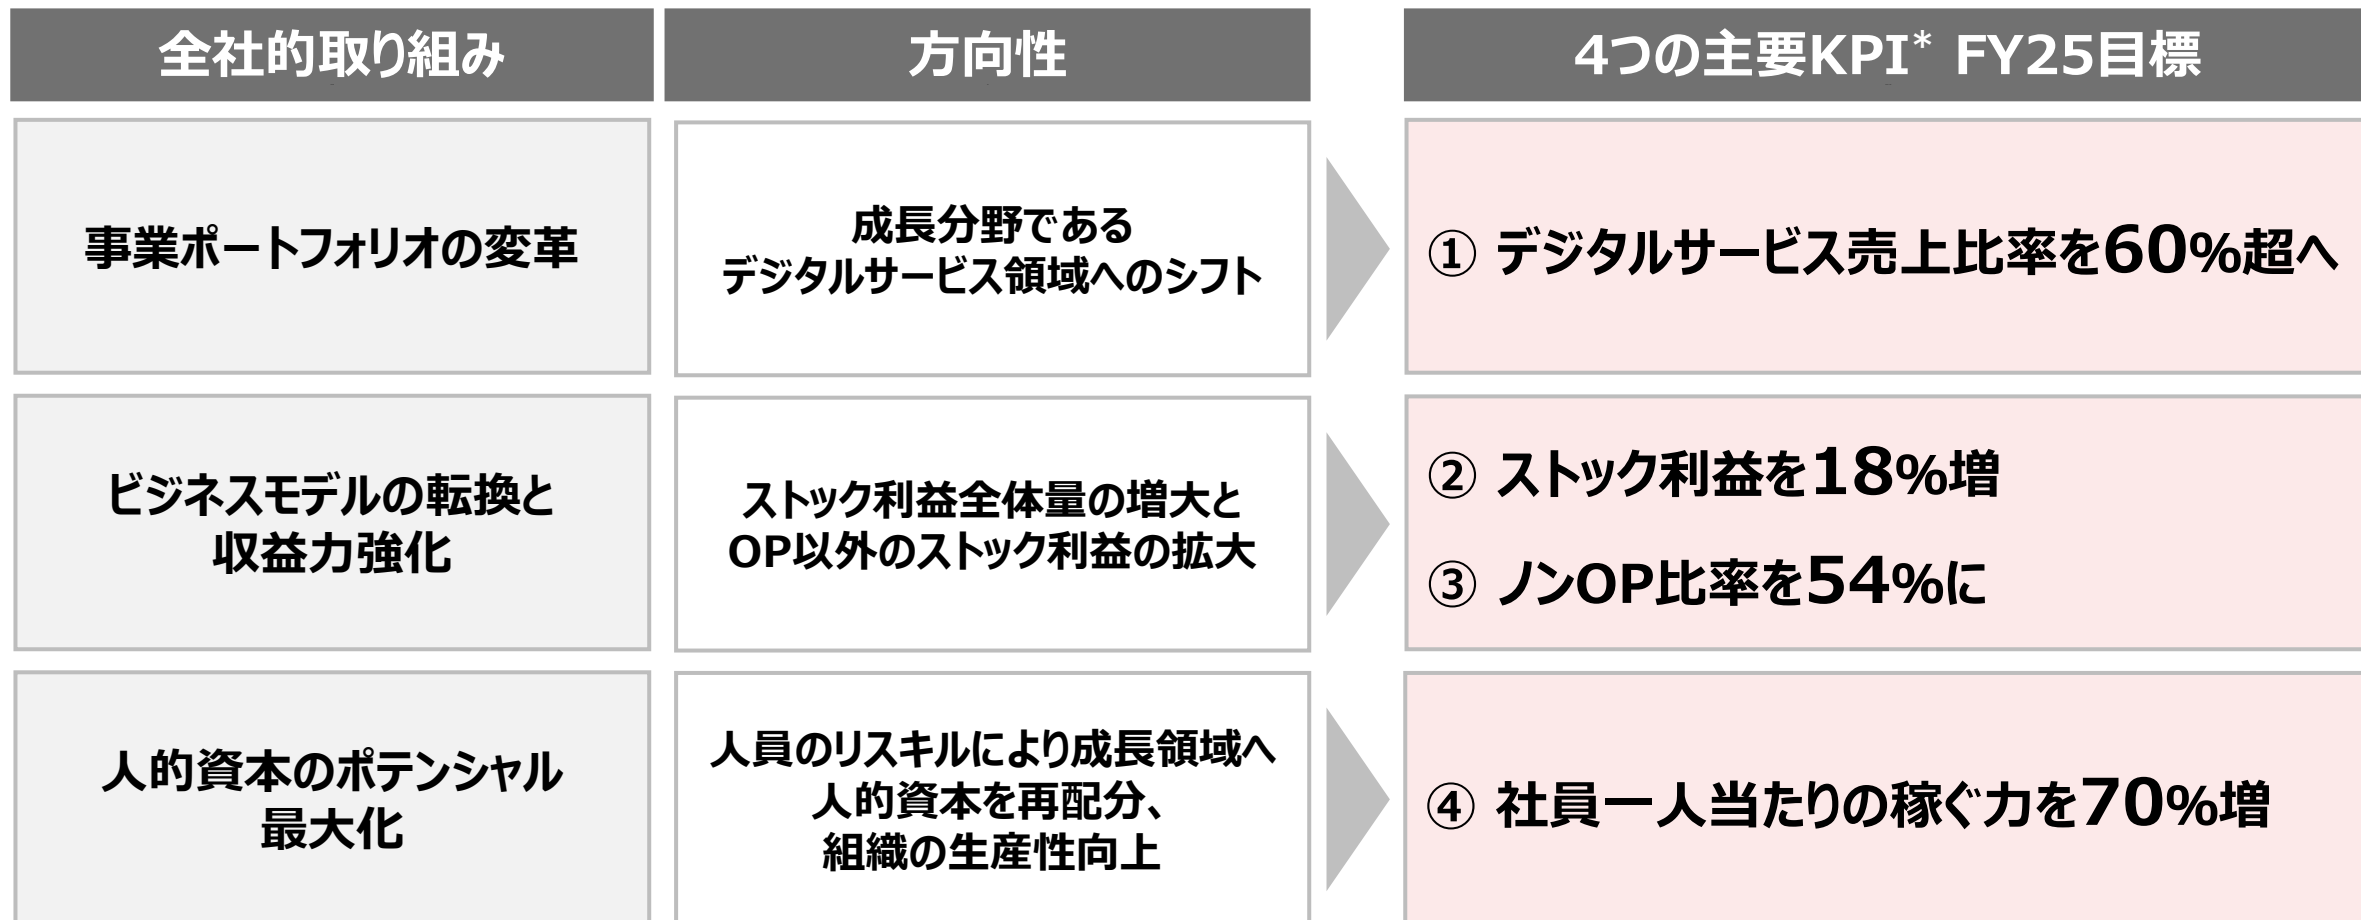 全社的取り組み
方向性
4つの主要KPI* FY25目標
事業ポートフォリオの変革
成長分野である
デジタルサービス領域へのシフト
① デジタルサービス売上比率を60%超へ
ビジネスモデルの転換と
収益力強化
ストック利益全体量の増大と
OP以外のストック利益の拡大
② ストック利益を18%増
③ ノンOP比率を54%に
人的資本のポテンシャル
最大化
人員のリスキルにより成長領域へ
人的資本を再配分、
組織の生産性向上
④ 社員一人当たりの稼ぐ力を70%増